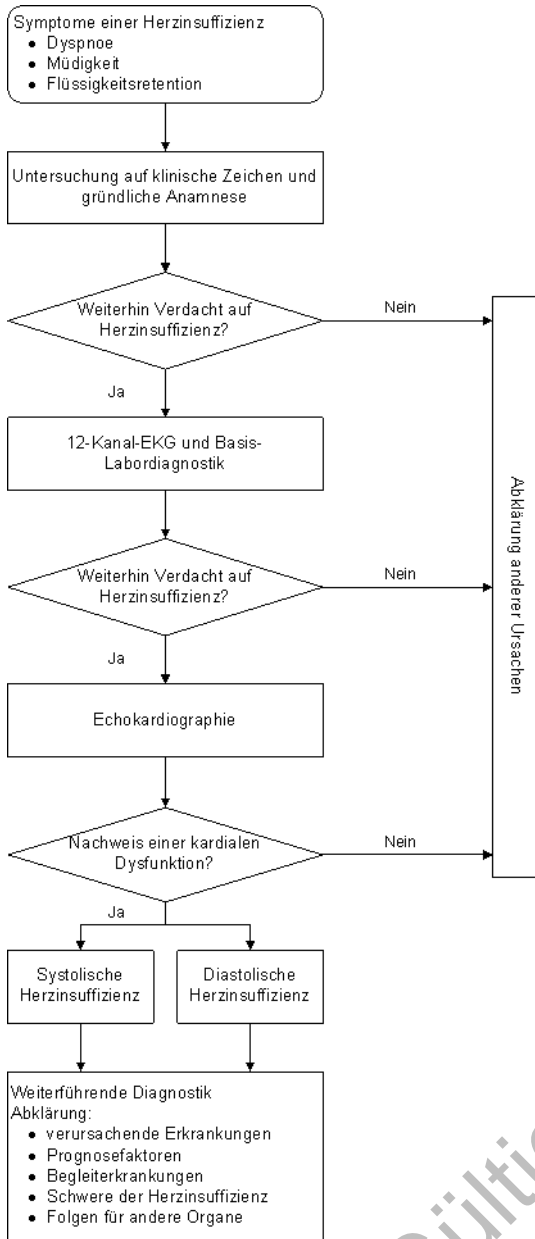 Symptome einer Herzinsuffizienz
● Dyspnoe
● Müdigkeit
● Flüssigkeitsretention
Untersuchung auf klinische Zeichen und
gründliche Anamnese
Weiterhin Verdacht auf
Herzinsuffizienz?
Nein
Ja
12-Kanal-EKG und Basis-
Labordiagnostik
Weiterhin Verdacht auf
Herzinsuffizienz?
Nein
Ja
Echokardiographie
Nachweis einer kardialen
Dysfunktion?
Nein
Ja
Abklärung anderer Ursachen
Systolische
Herzinsuffizienz
Diastolische
Herzinsuffizienz
Weiterführende Diagnostik
Abklärung:
● verursachende Erkrankungen
● Prognosefaktoren
● Begleiterkrankungen
● Schwere der Herzinsuffizienz
● Folgen für andere Organe